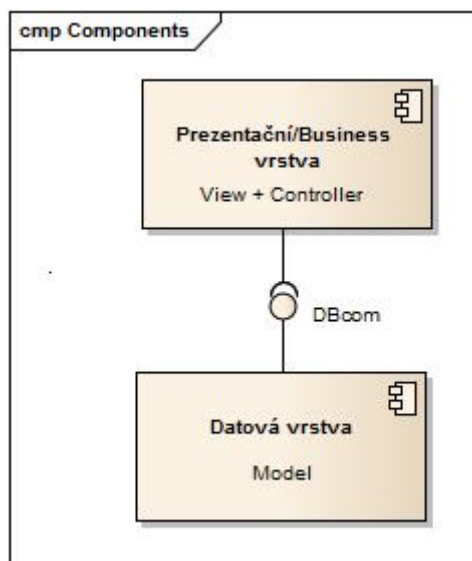 cmp Components
Prezentační/Business
vrstva
View + Controller
DBcom
Datová vrstva
Model